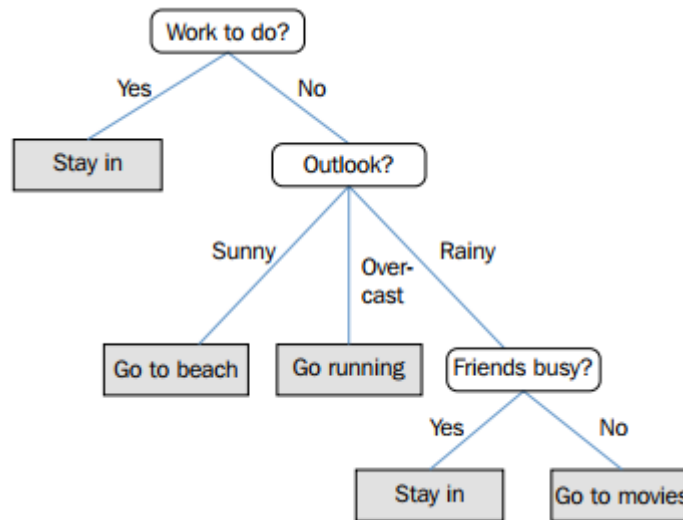 Work to do?
Yes
No
Stay in
Outlook?
Sunny
Over-
cast
Rainy
Go to beach
Go running
Friends busy?
Yes
No
Stay in
Go to movies